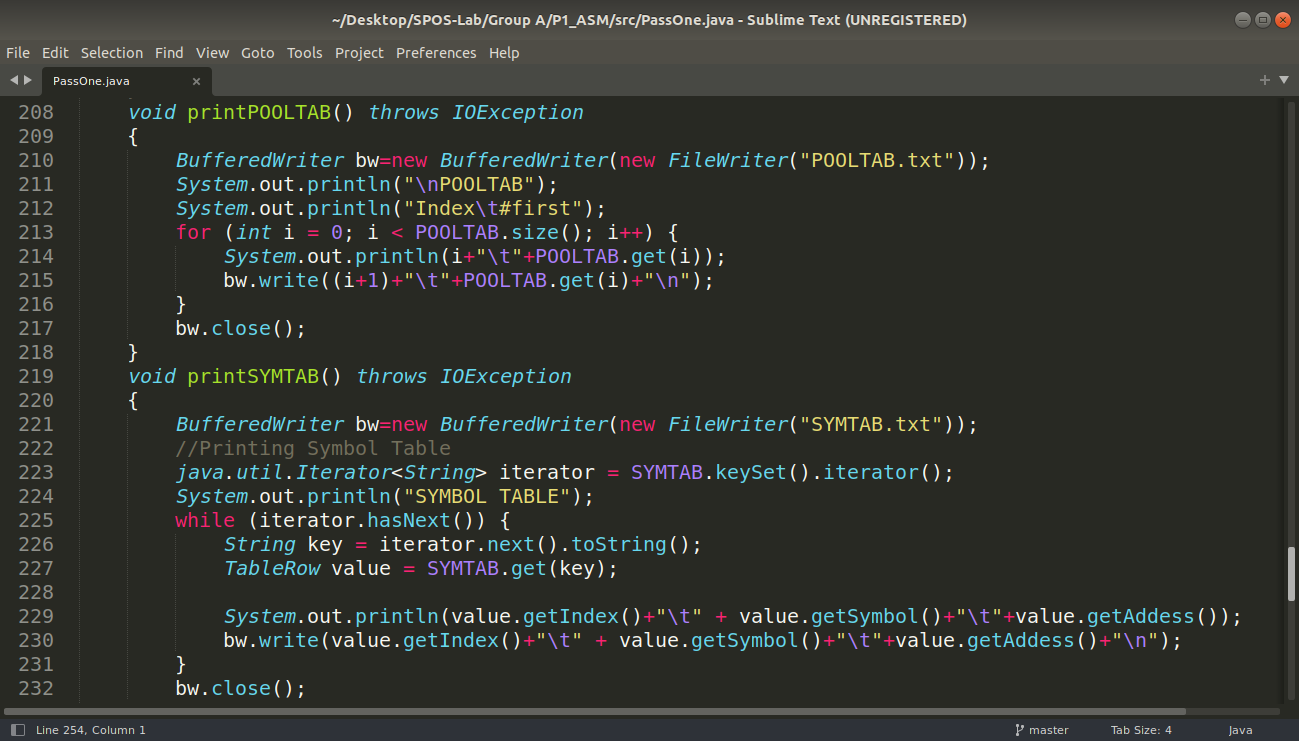 ~/Desktop/SPOS-Lab/Group A/P1_ASM/src/PassOne.java - Sublime Text (UNREGISTERED)
File Edit Selection Find View Goto Tools Project Preferences Help
PassOne.java
208 void printPOOLTAB() throws IOException
209 {
210 BufferedWriter bw=new BufferedWriter(new FileWriter("POOLTAB.txt"));
211 System.out.println("\nPOOLTAB");
212 System.out.println("Index\t#first");
213 for (int i = 0; i < POOLTAB.size(); i++) {
214 System.out.println(i+"\t"+POOLTAB.get(i));
215 bw.write((i+1)+"\t"+POOLTAB.get(i)+"\n");
216 }
217 bw.close();
218 }
219 void printSYMTAB() throws IOException
220 {
221 BufferedWriter bw=new BufferedWriter(new FileWriter("SYMTAB.txt"));
222 //Printing Symbol Table
223 java.util.Iterator<String> iterator = SYMTAB.keySet().iterator();
224 System.out.println("SYMBOL TABLE");
225 while (iterator.hasNext()) {
226 String key = iterator.next().toString();
227 TableRow value = SYMTAB.get(key);
228
229 System.out.println(value.getIndex()+"\t" + value.getSymbol()+"\t"+value.getAddess());
230 bw.write(value.getIndex()+"\t" + value.getSymbol()+"\t"+value.getAddess()+"\n");
231 }
232 bw.close();
Line 254, Column 1 master Tab Size: 4 Java